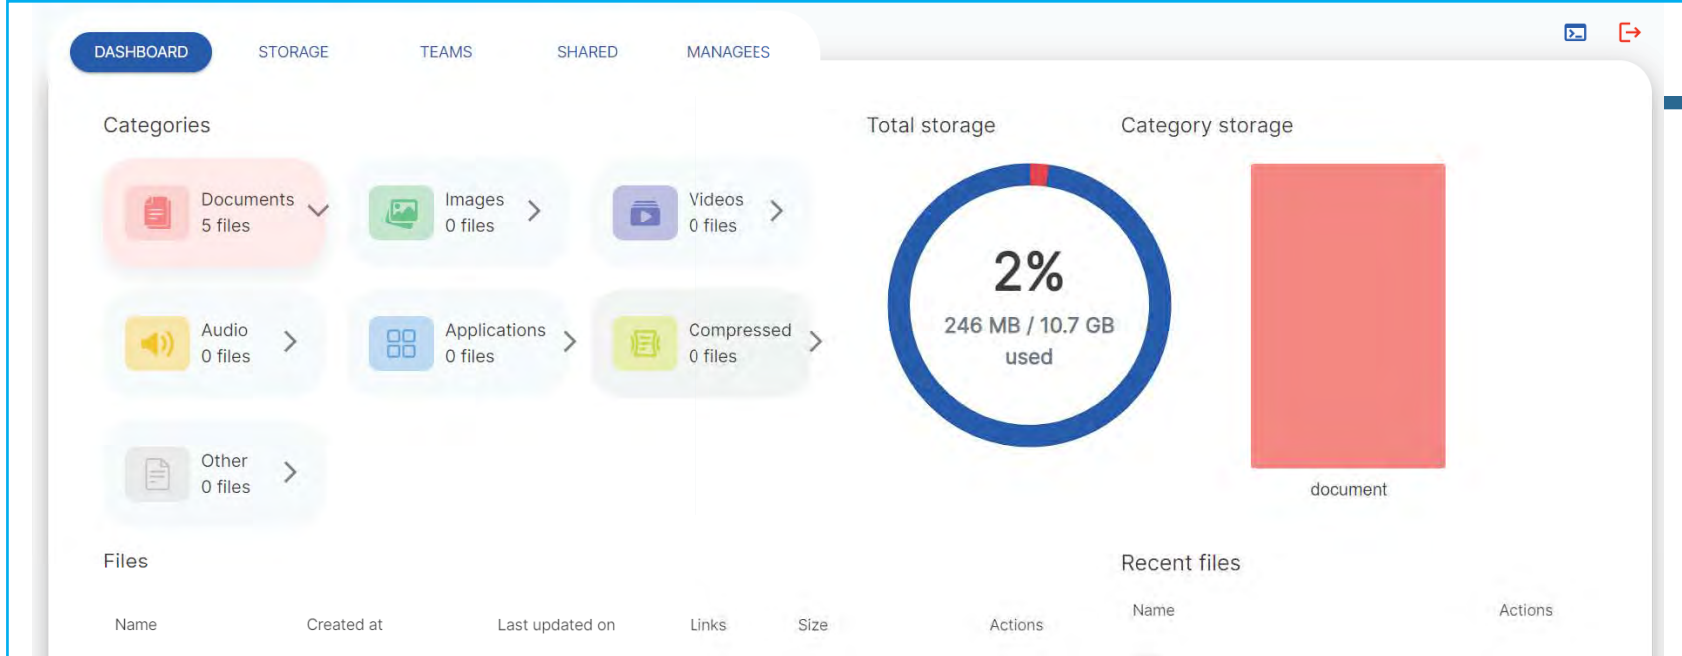 DASHBOARD STORAGE TEAMS SHARED MANAGEES
Categories
Documents
5 files
Images
0 files
Videos
0 files
Audio
0 files
Applications
0 files
Compressed
0 files
Other
0 files
Total storage
2%
246 MB / 10.7 GB
used
Category storage
document
Files
Name Created at Last updated on Links Size Actions
Recent files
Name Actions